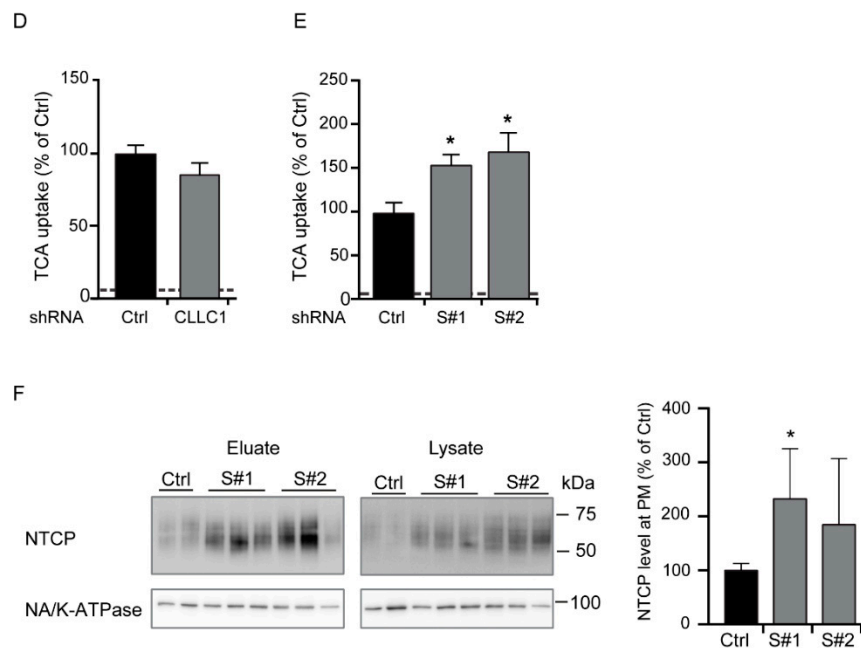 D
TCA uptake (% of Ctrl)
150
100
50
0
shRNA Ctrl CLLC1
E
TCA uptake (% of Ctrl)
250
200
150
100
50
0
* *
shRNA Ctrl S#1 S#2
F
Eluate Lysate
Ctrl S#1 S#2 Ctrl S#1 S#2 kDa
NTCP
75
50
NA/K-ATPase
100
NTCP level at PM (% of Ctrl)
400
300
200
100
0
*
Ctrl S#1 S#2